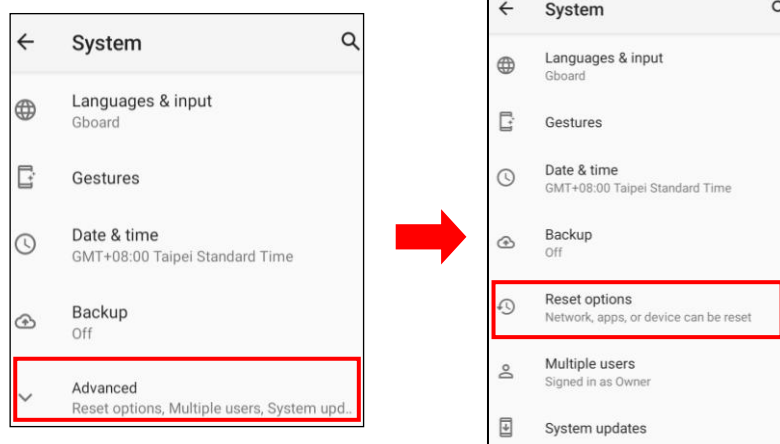 System
Languages & input
Gboard
Gestures
Date & time
GMT+08:00 Taipei Standard Time
Backup
Off
Advanced
Reset options, Multiple users, System upd..
System
Languages & input
Gboard
Gestures
Date & time
GMT+08:00 Taipei Standard Time
Backup
Off
Reset options
Network, apps, or device can be reset
Multiple users
Signed in as Owner
System updates